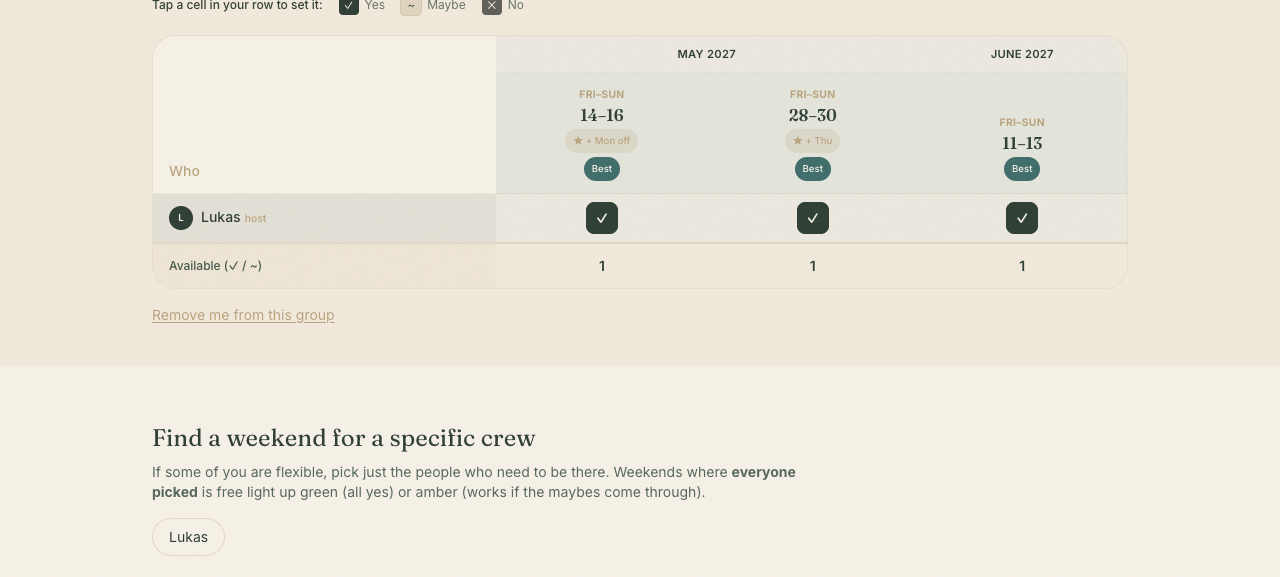 Tap a cell in your row to set it: ✓ Yes ~ Maybe ✕ No
MAY 2027 JUNE 2027
FRI–SUN FRI–SUN FRI–SUN
14–16 28–30 11–13
★ + Mon off ★ + Thu
Best Best Best
Who
L Lukas host ✓ ✓ ✓
Available (✓ / ~) 1 1 1
Remove me from this group
Find a weekend for a specific crew
If some of you are flexible, pick just the people who need to be there. Weekends where everyone
picked is free light up green (all yes) or amber (works if the maybes come through).
Lukas